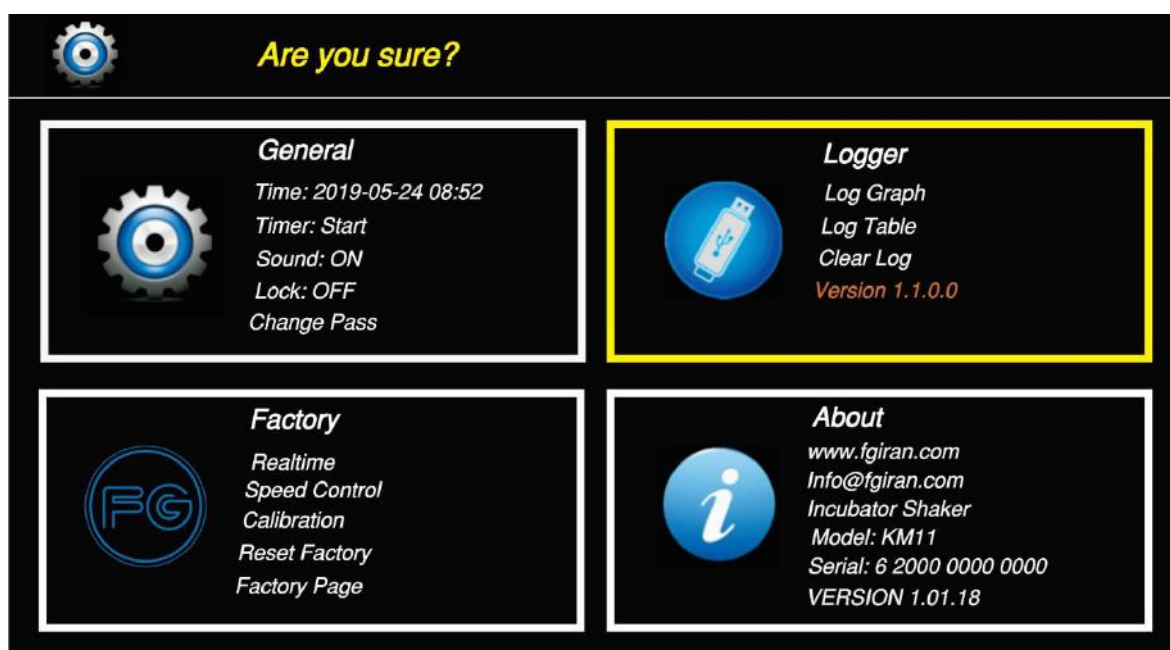 Are you sure?
General
Time: 2019-05-24 08:52
Timer: Start
Sound: ON
Lock: OFF
Change Pass
Logger
Log Graph
Log Table
Clear Log
Version 1.1.0.0
Factory
FG
Realtime
Speed Control
Calibration
Reset Factory
Factory Page
About
i
www.fgiran.com
Info@fgiran.com
Incubator Shaker
Model: KM11
Serial: 6 2000 0000 0000
VERSION 1.01.18